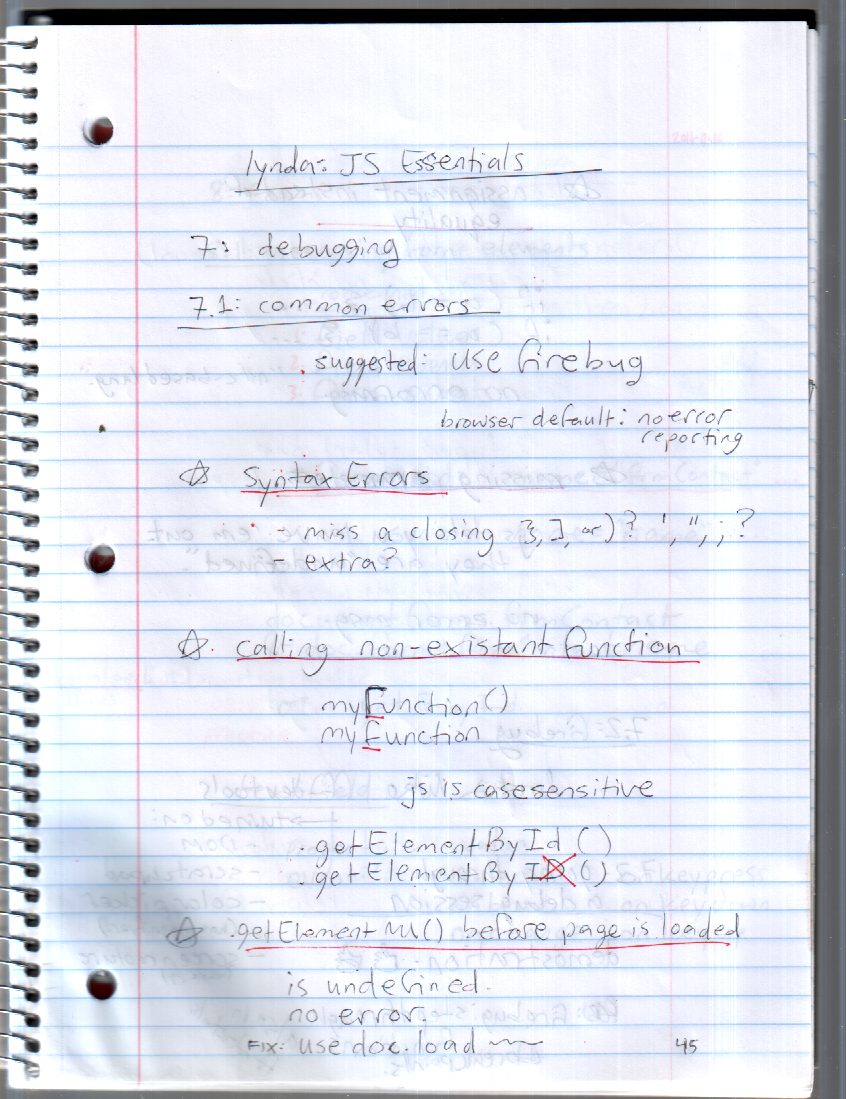 lynda: JS Essentials
7: debugging
7.1: common errors
. suggested: use firebug
browser default: no error
reporting
☆ Syntax Errors
- miss a closing }, ], or ) ? ', ", ; ?
- extra?
☆. calling non-existant function
myFunction()
myfunction
js is casesensitive
. getElementById ()
. getElementByID ()
☆ .getElement () before page is loaded
is undefined.
no error.
FIX: use doc.load
45